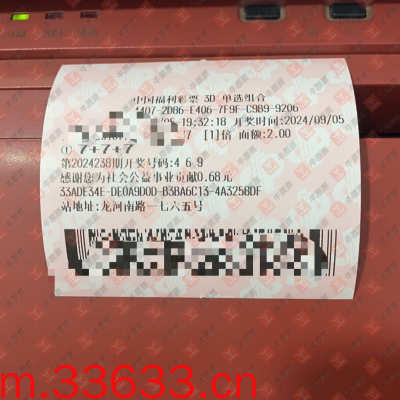 中国福利彩票 3D 单选组合
4407-2D86-E406-7F9F-C9B9-9206
19:32:18 开奖时间:2024/09/05
[1]倍 面额:2.00
① 7+7+7
第2024238期开奖号码:4 6 9
感谢您为社会公益事业贡献0.68元
33ADE34E-DE0A9D0D-B3BA6C13-4A325BDF
站地址:龙河南路一七六五号
m.33633.cn